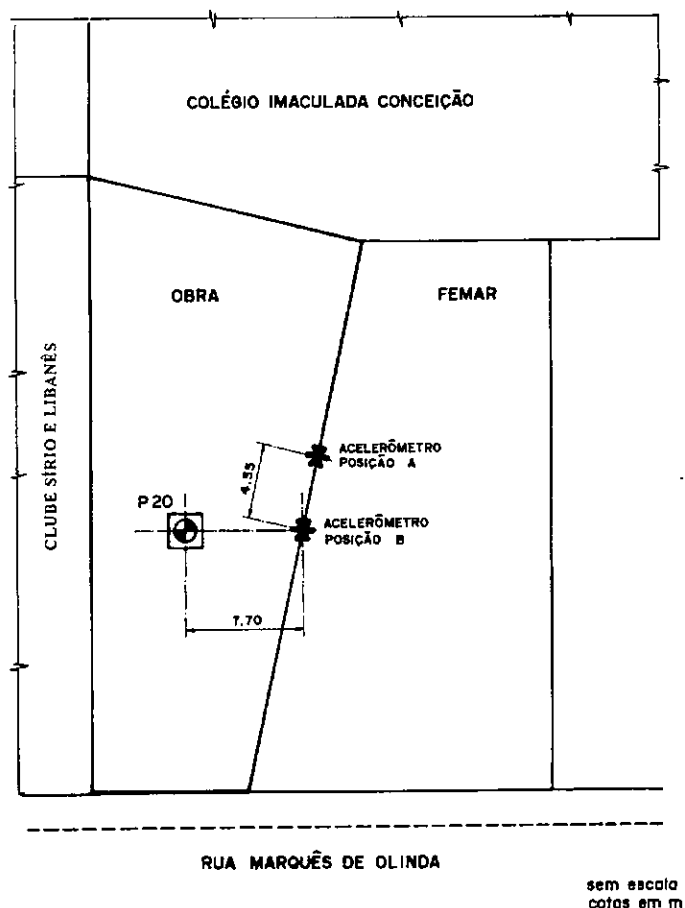 COLÉGIO IMACULADA CONCEIÇÃO
OBRA
FEMAR
CLUBE SÍRIO E LIBANÊS
ACELERÔMETRO
POSIÇÃO A
4.55
P 20
ACELERÔMETRO
POSIÇÃO B
7.70
RUA MARQUÊS DE OLINDA
sem escala
cotas em m